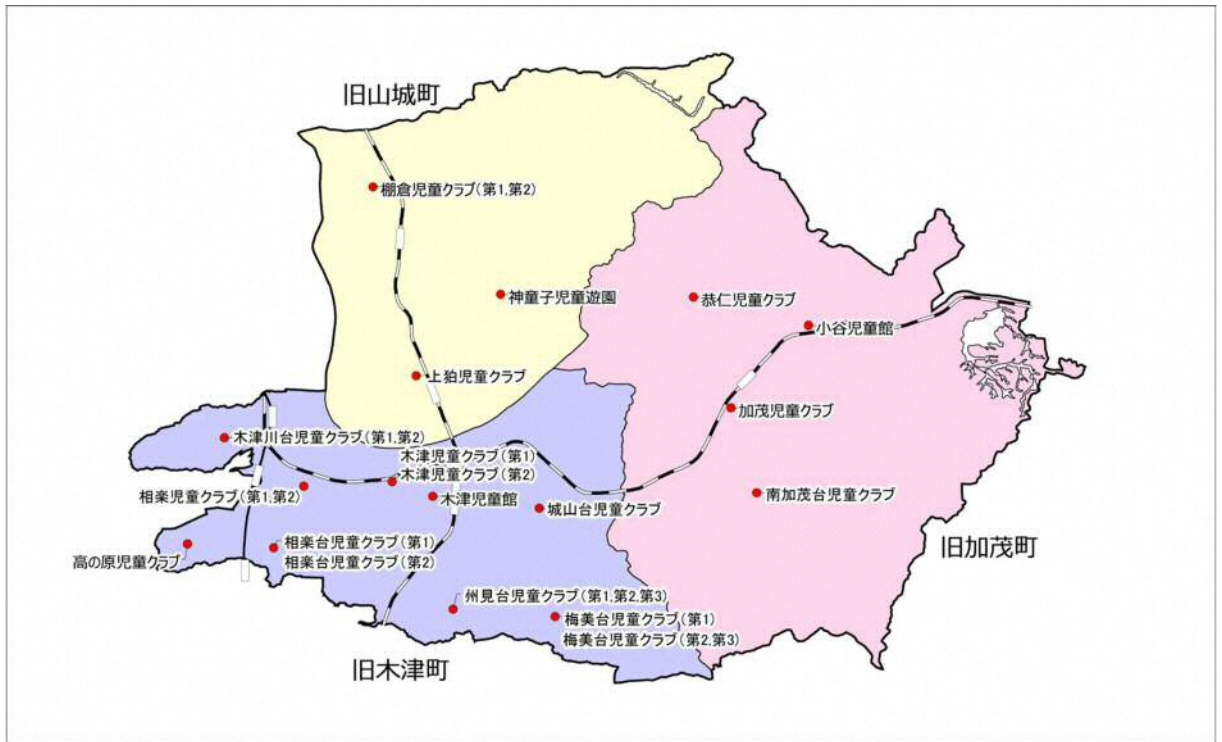 旧山城町
棚倉児童クラブ(第1,第2)
神童子児童遊園
恭仁児童クラブ
小谷児童館
上狛児童クラブ
加茂児童クラブ
木津川台児童クラブ(第1,第2)
木津児童クラブ(第1)
木津児童クラブ(第2)
相楽児童クラブ(第1,第2)
木津児童館
城山台児童クラブ
南加茂台児童クラブ
旧加茂町
高の原児童クラブ
相楽台児童クラブ(第1)
相楽台児童クラブ(第2)
州見台児童クラブ(第1,第2,第3)
梅美台児童クラブ(第1)
梅美台児童クラブ(第2,第3)
旧木津町